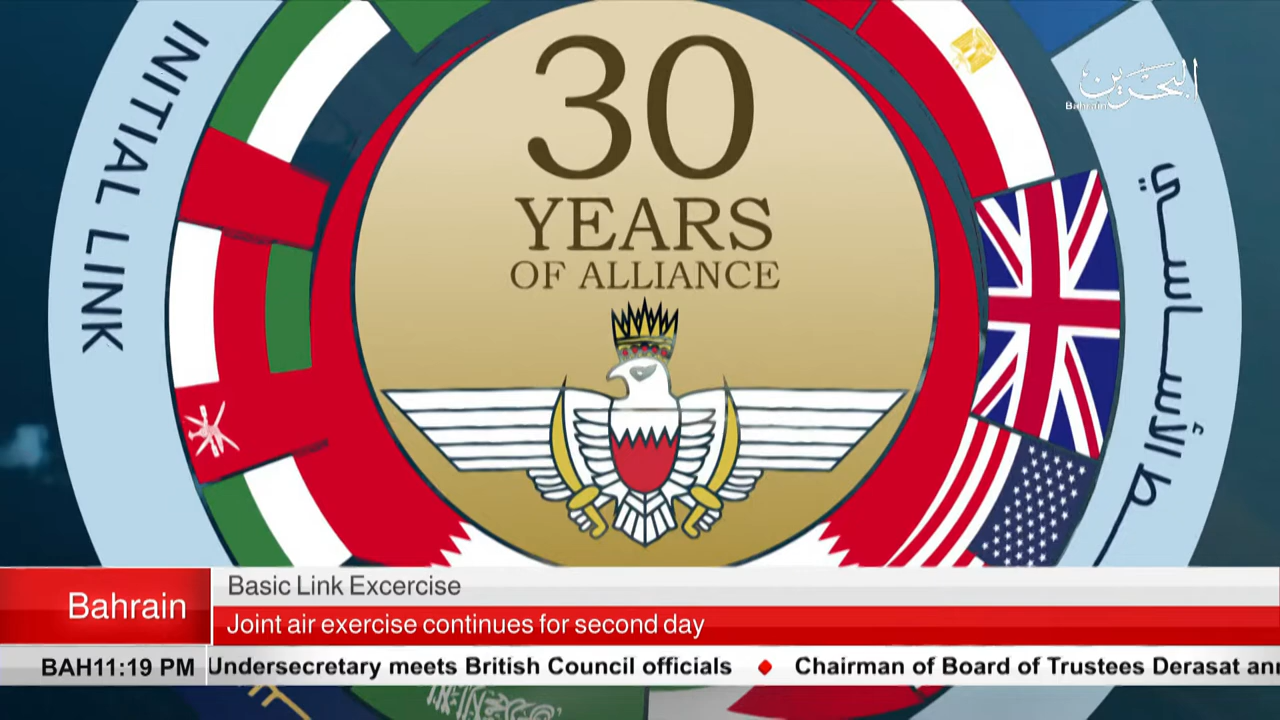 INITIAL LINK
30
YEARS
OF ALLIANCE
البحرين
Bahrain
ط الأساسي
Bahrain
Basic Link Excercise
Joint air exercise continues for second day
BAH11:19 PM
Undersecretary meets British Council officials
Chairman of Board of Trustees Derasat an